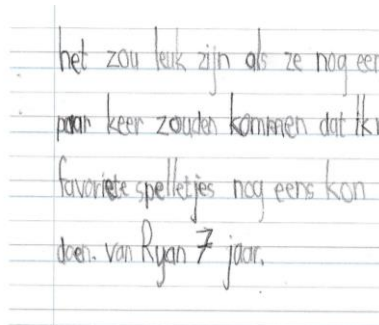 het zou leuk zijn als ze nog een
paar keer zouden kommen dat ik
favoriete spelletjes nog eens kon
doen. van Ryan 7 jaar.